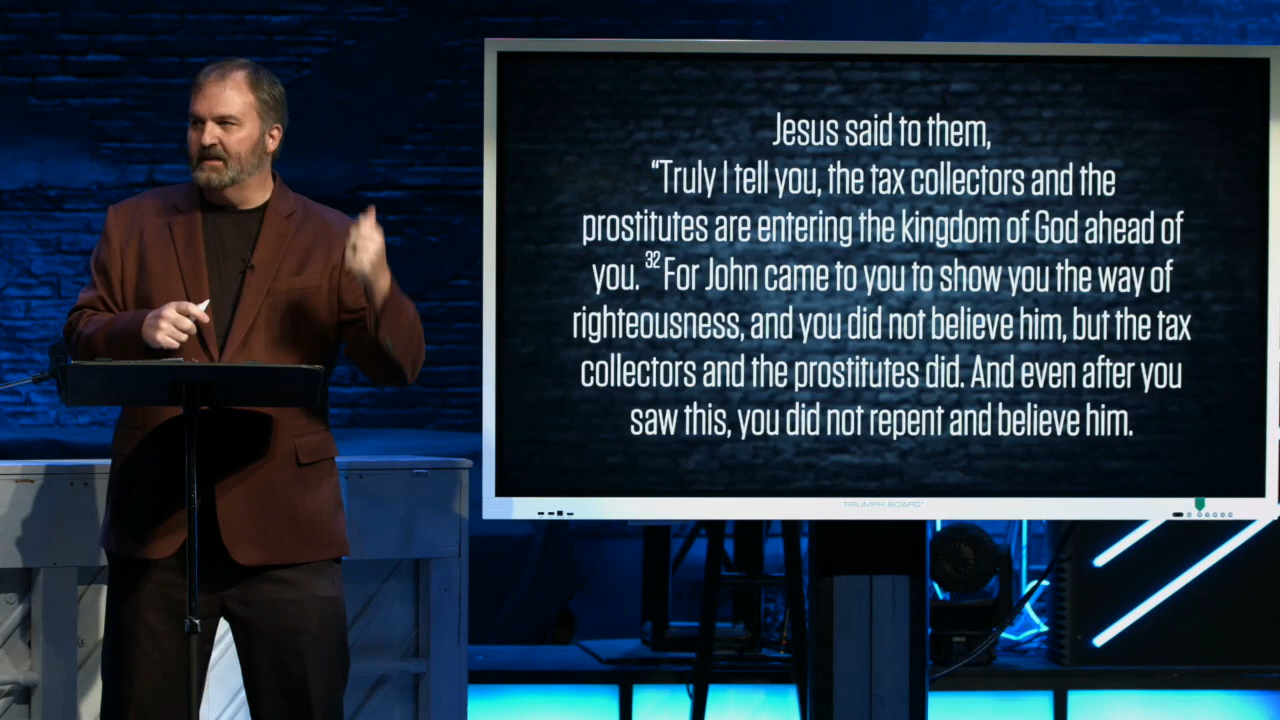 Jesus said to them,
“Truly I tell you, the tax collectors and the
prostitutes are entering the kingdom of God ahead of
you. 32 For John came to you to show you the way of
righteousness, and you did not believe him, but the tax
collectors and the prostitutes did. And even after you
saw this, you did not repent and believe him.
TRIUMPH BOARD